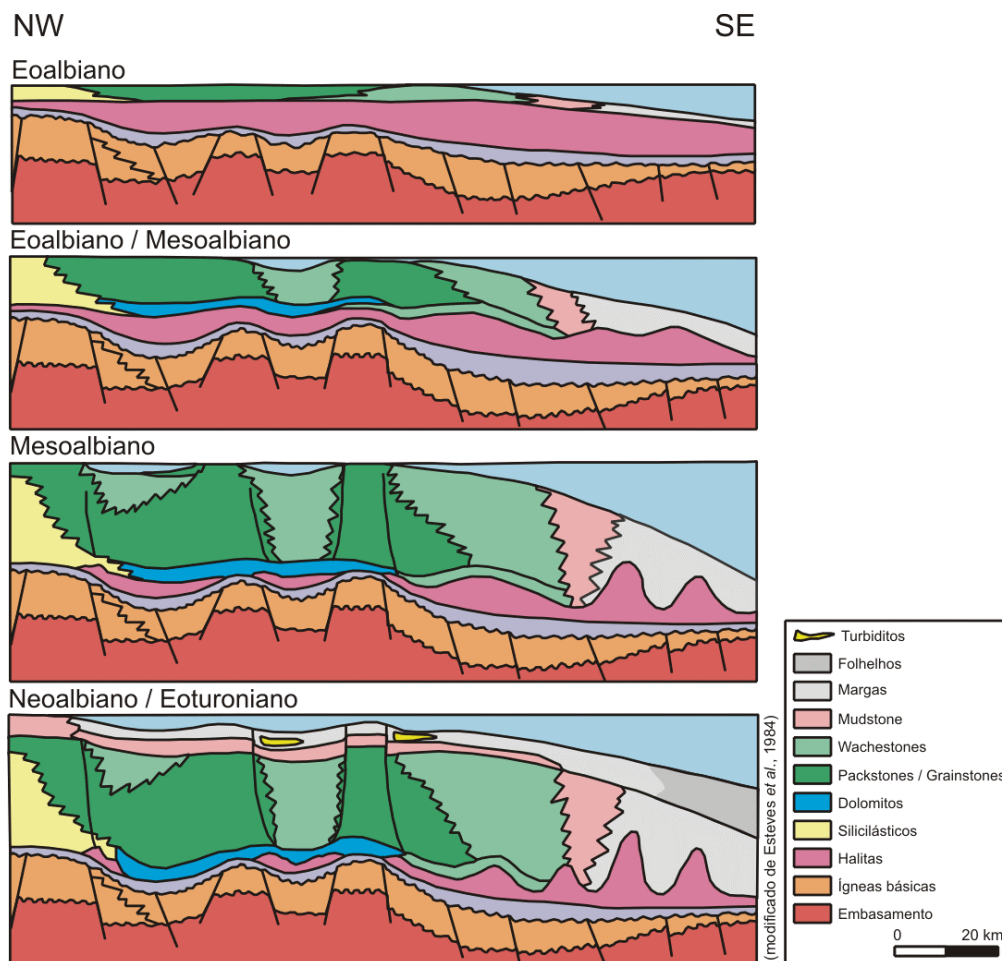 NW
SE
Eoalbiano
Eoalbiano / Mesoalbiano
Mesoalbiano
Neoalbiano / Eoturoniano
(modificado de Esteves et al., 1984)
Turbiditos
Folhelhos
Margas
Mudstone
Wachestones
Packstones / Grainstones
Dolomitos
Silicilásticos
Halitas
Ígneas básicas
Embasamento
0
20 km